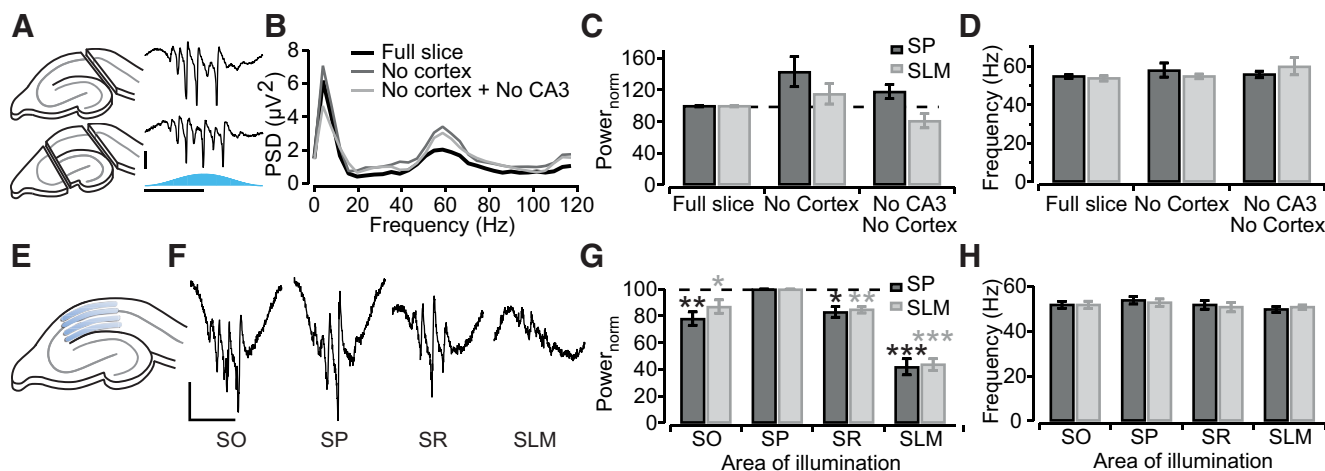 A
B
PSD (µV²)
8
6
4
2
0
Full slice
No cortex
No cortex + No CA3
0 20 40 60 80 100 120
Frequency (Hz)
C
Power norm
160
120
80
40
0
SP
SLM
Full slice No Cortex No CA3
No Cortex
D
Frequency (Hz)
60
40
20
0
Full slice No Cortex No CA3
No Cortex
E
F
SO SP SR SLM
G
Power norm
100
80
60
40
20
0
SP
SLM
** * * ** *** ***
SO SP SR SLM
Area of illumination
H
Frequency (Hz)
60
40
20
0
SO SP SR SLM
Area of illumination